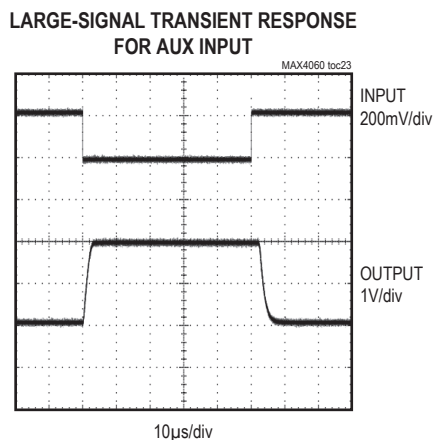 LARGE-SIGNAL TRANSIENT RESPONSE
FOR AUX INPUT
MAX4060 toc23
INPUT
200mV/div
OUTPUT
1V/div
10µs/div